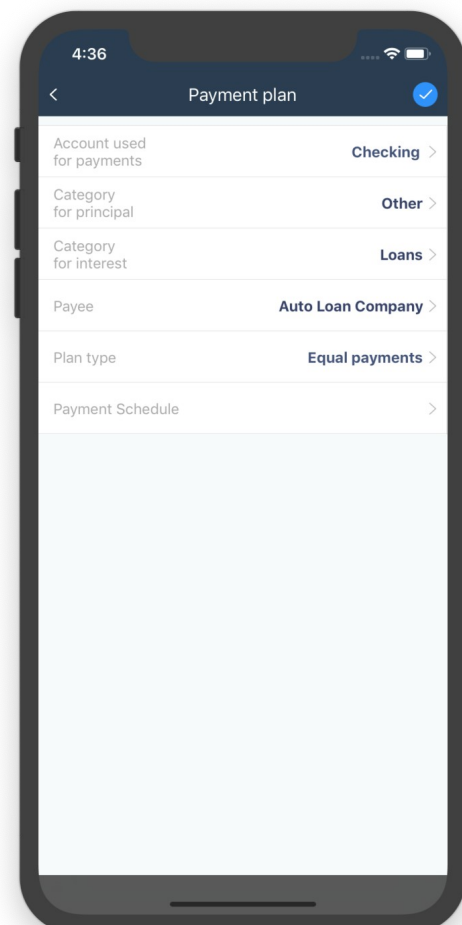 4:36
Payment plan
Account used
for payments
Checking
Category
for principal
Other
Category
for interest
Loans
Payee
Auto Loan Company
Plan type
Equal payments
Payment Schedule